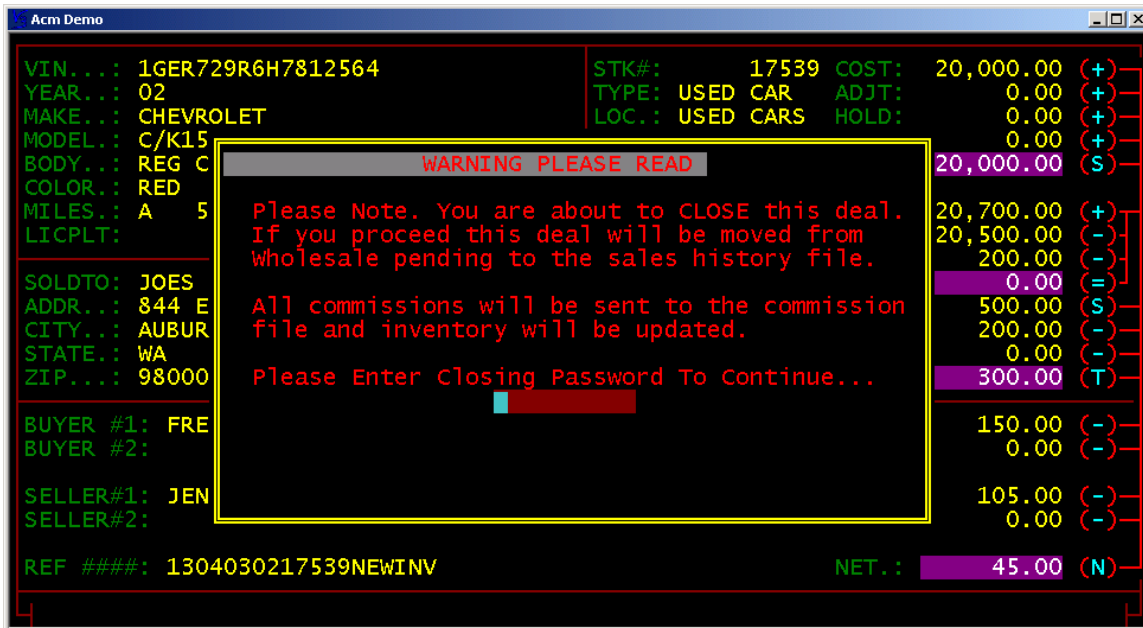 Acm Demo
VIN...: 1GER729R6H7812564 STK#: 17539 COST: 20,000.00 (+)
YEAR..: 02 TYPE: USED CAR ADJT: 0.00 (+)
MAKE..: CHEVROLET LOC.: USED CARS HOLD: 0.00 (+)
MODEL.: C/K15 0.00 (+)
BODY..: REG C WARNING PLEASE READ 20,000.00 (S)
COLOR.: RED
MILES.: A 5 Please Note. You are about to CLOSE this deal. 20,700.00 (+)
LICPLT: If you proceed this deal will be moved from 20,500.00 (-)
Wholesale pending to the sales history file. 200.00 (-)
SOLDTO: JOES 0.00 (=)
ADDR..: 844 E All commissions will be sent to the commission 500.00 (S)
CITY..: AUBUR file and inventory will be updated. 200.00 (-)
STATE.: WA 0.00 (-)
ZIP...: 98000 Please Enter Closing Password To Continue... 300.00 (T)
BUYER #1: FRE 150.00 (-)
BUYER #2: 0.00 (-)
SELLER#1: JEN 105.00 (-)
SELLER#2: 0.00 (-)
REF ####: 1304030217539NEWINV NET.: 45.00 (N)